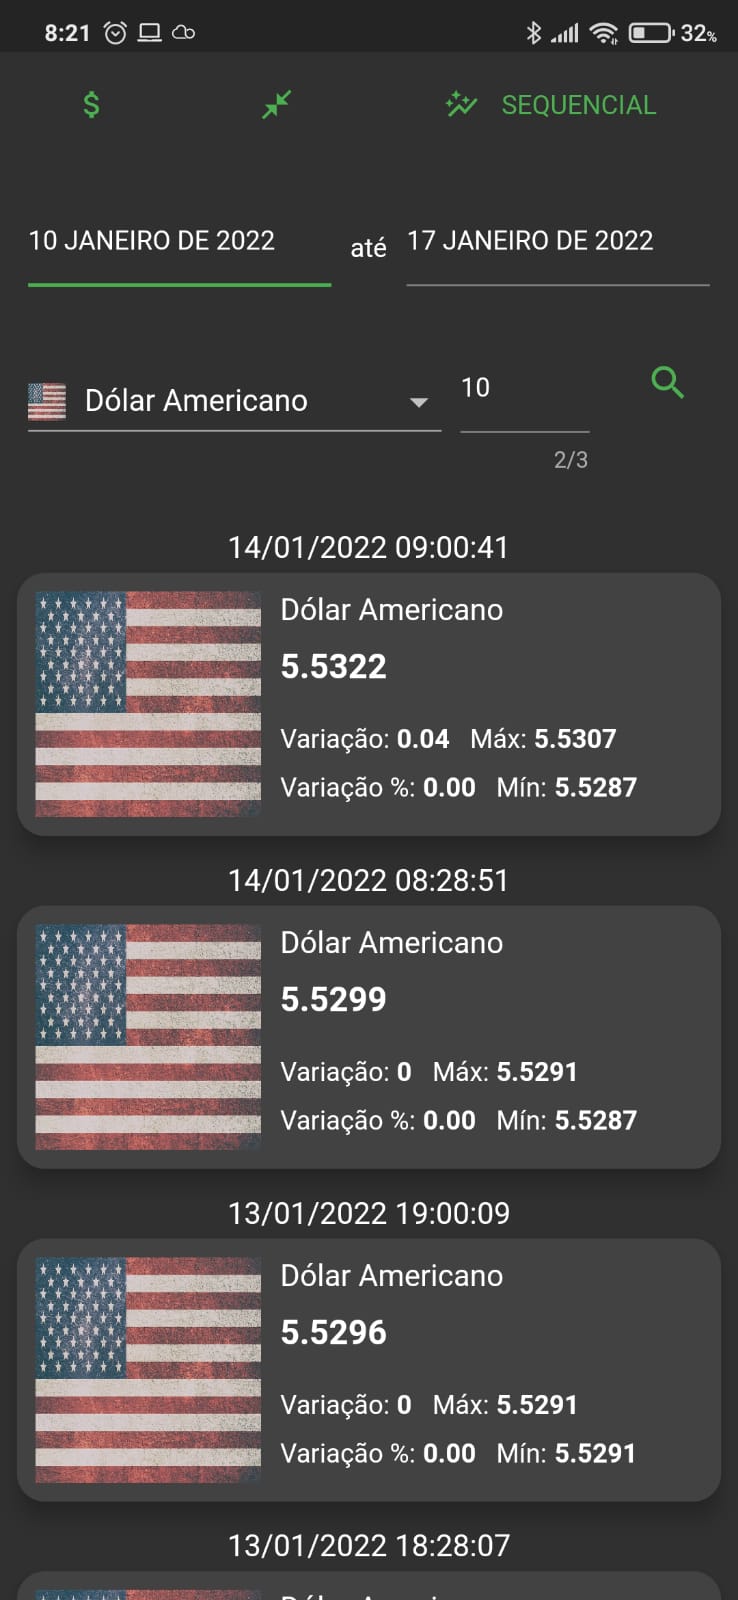 8:21 32%
$ SEQUENCIAL
10 JANEIRO DE 2022 até 17 JANEIRO DE 2022
Dólar Americano 10
2/3
14/01/2022 09:00:41
Dólar Americano
5.5322
Variação: 0.04 Máx: 5.5307
Variação %: 0.00 Mín: 5.5287
14/01/2022 08:28:51
Dólar Americano
5.5299
Variação: 0 Máx: 5.5291
Variação %: 0.00 Mín: 5.5287
13/01/2022 19:00:09
Dólar Americano
5.5296
Variação: 0 Máx: 5.5291
Variação %: 0.00 Mín: 5.5291
13/01/2022 18:28:07